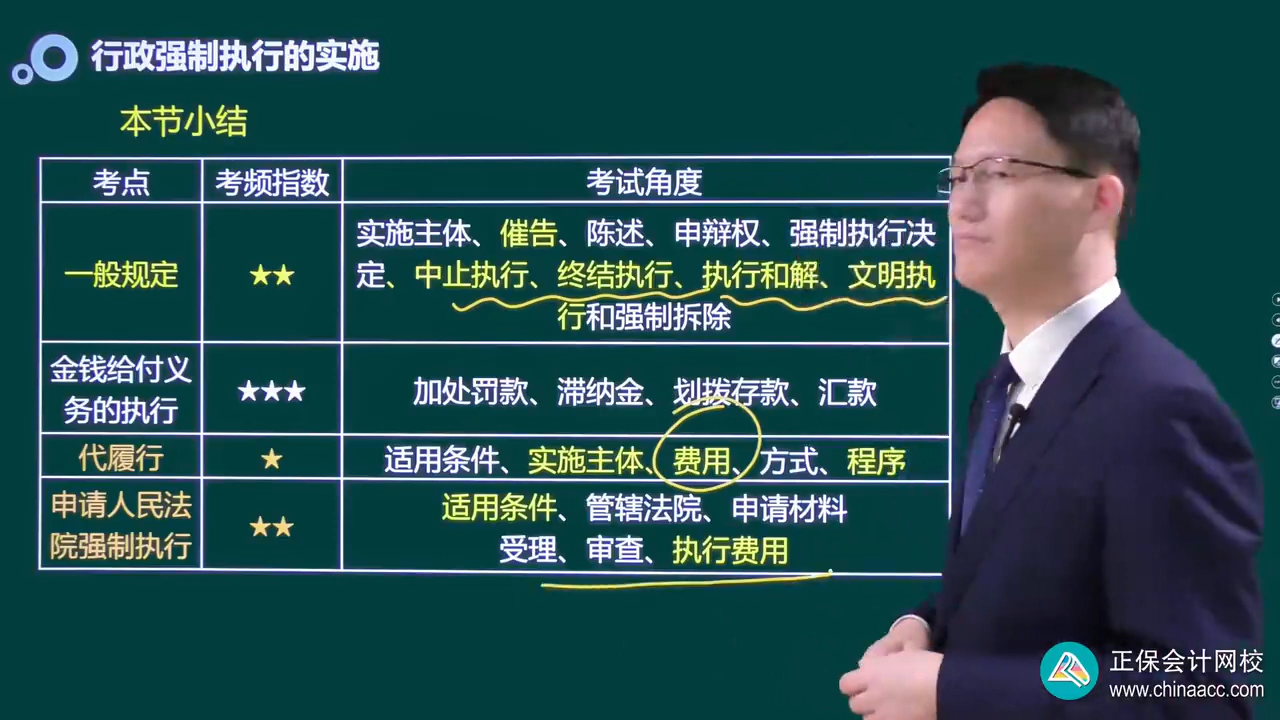 行政强制执行的实施
本节小结
考点 考频指数 考试角度
一般规定 ★★ 实施主体、催告、陈述、申辩权、强制执行决
定、中止执行、终结执行、执行和解、文明执
行和强制拆除
金钱给付义
务的执行 ★★★ 加处罚款、滞纳金、划拨存款、汇款
代履行 ★ 适用条件、实施主体、费用、方式、程序
申请人民法
院强制执行 ★★ 适用条件、管辖法院、申请材料
受理、审查、执行费用
正保会计网校
www.chinaacc.com